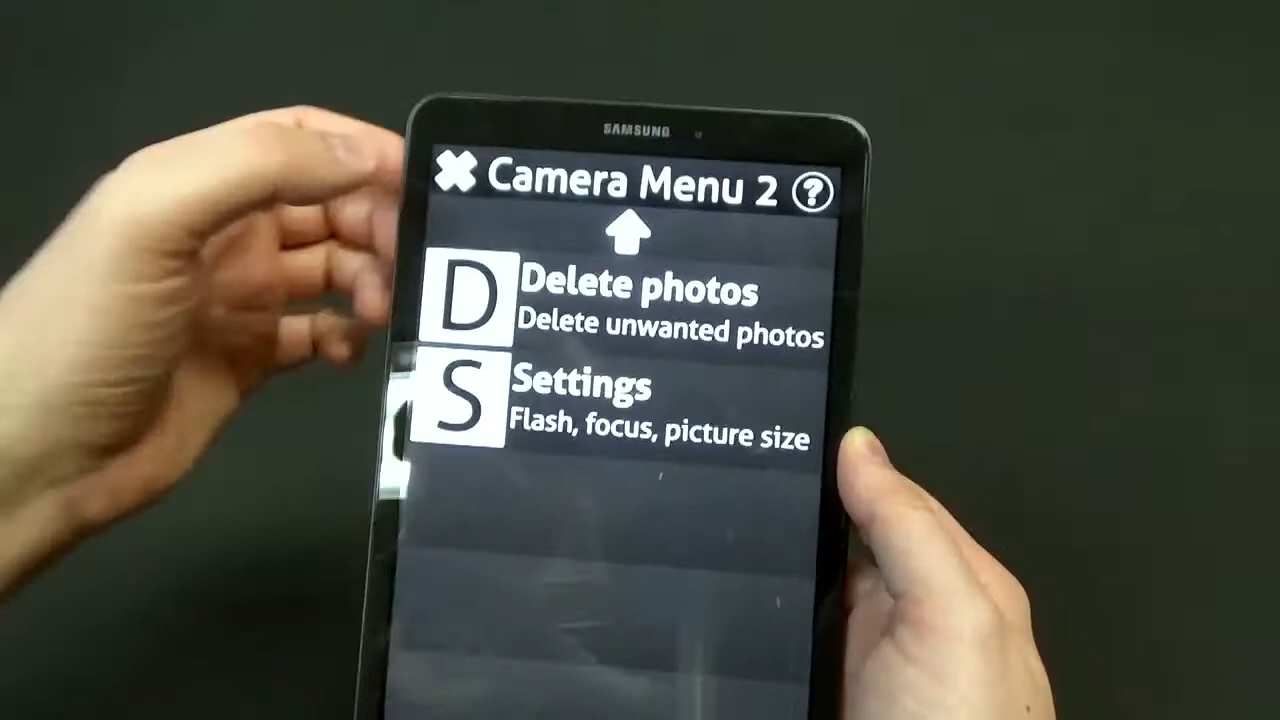 SAMSUNG
Camera Menu 2 ?
D Delete photos
Delete unwanted photos
S Settings
Flash, focus, picture size